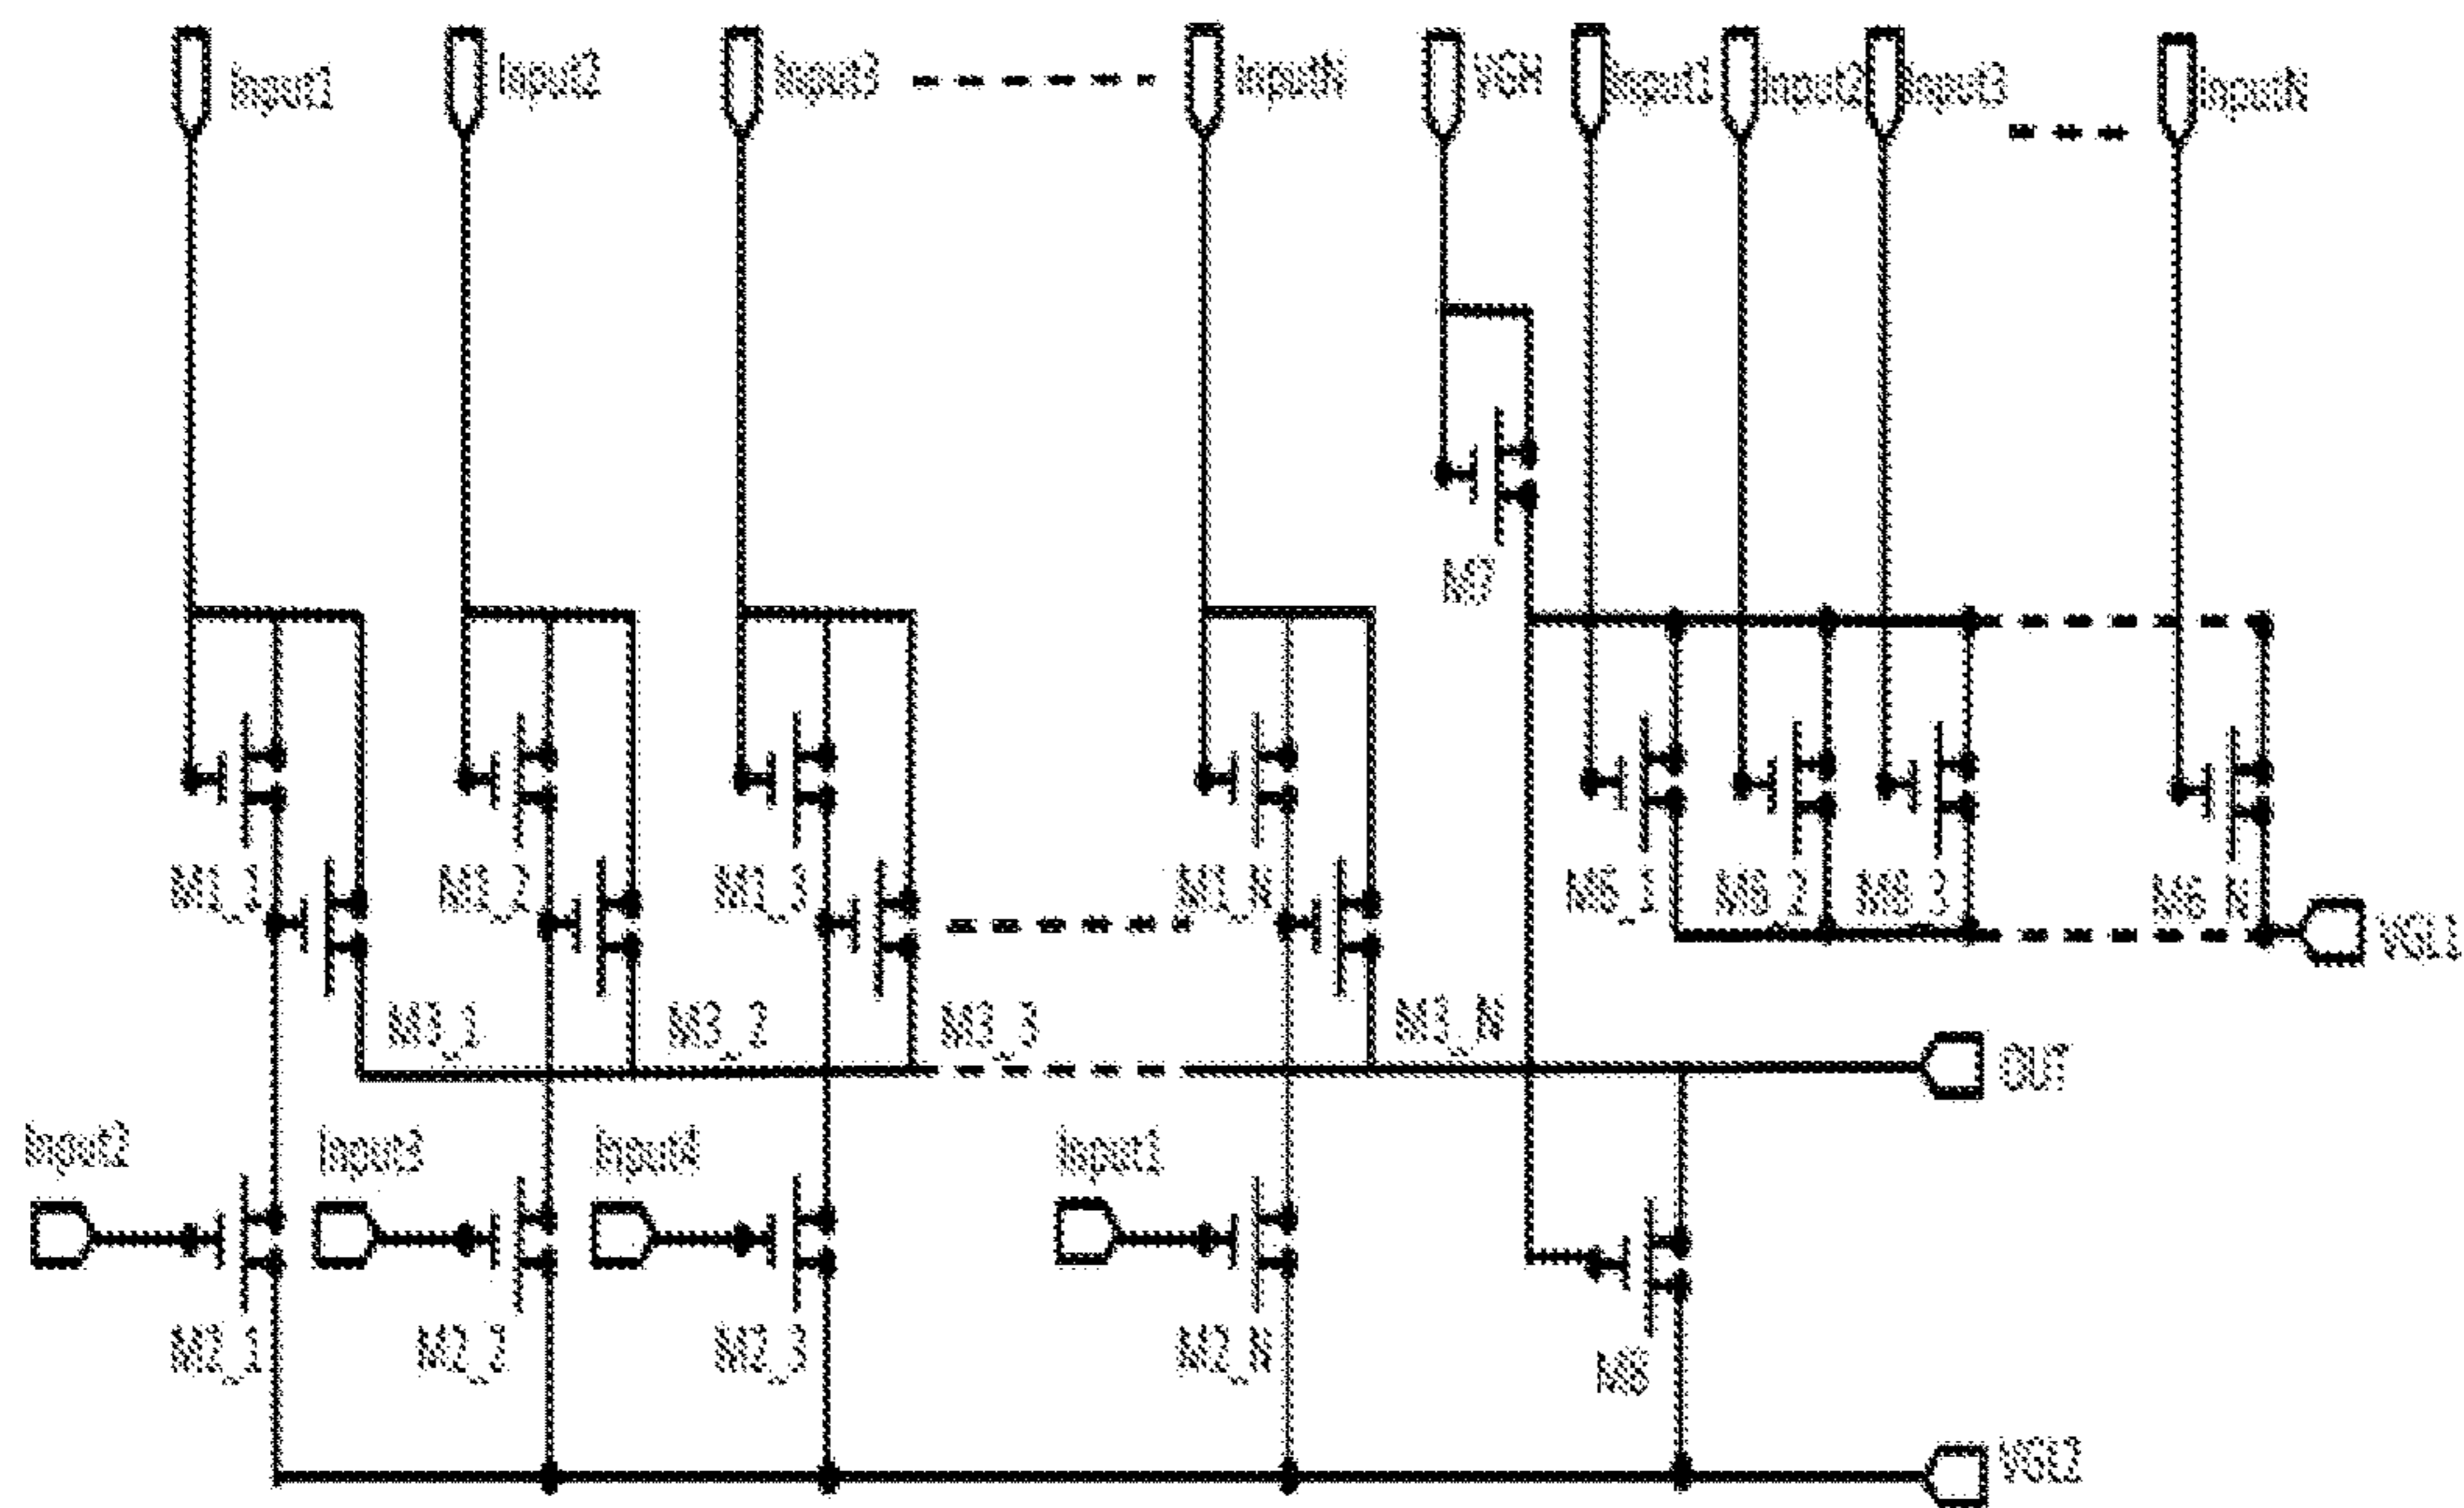 Input1 Input2 Input3 InputN VGH Input1 Input2 Input3 InputN
M7
M1_1 M1_2 M1_3 M1_N M6_1 M6_2 M6_3 M6_N VGL1
M3_1 M3_2 M3_3 M3_N
OUT
Input2 Input3 Input4 Input1
M2_1 M2_2 M2_3 M2_N
VGL2